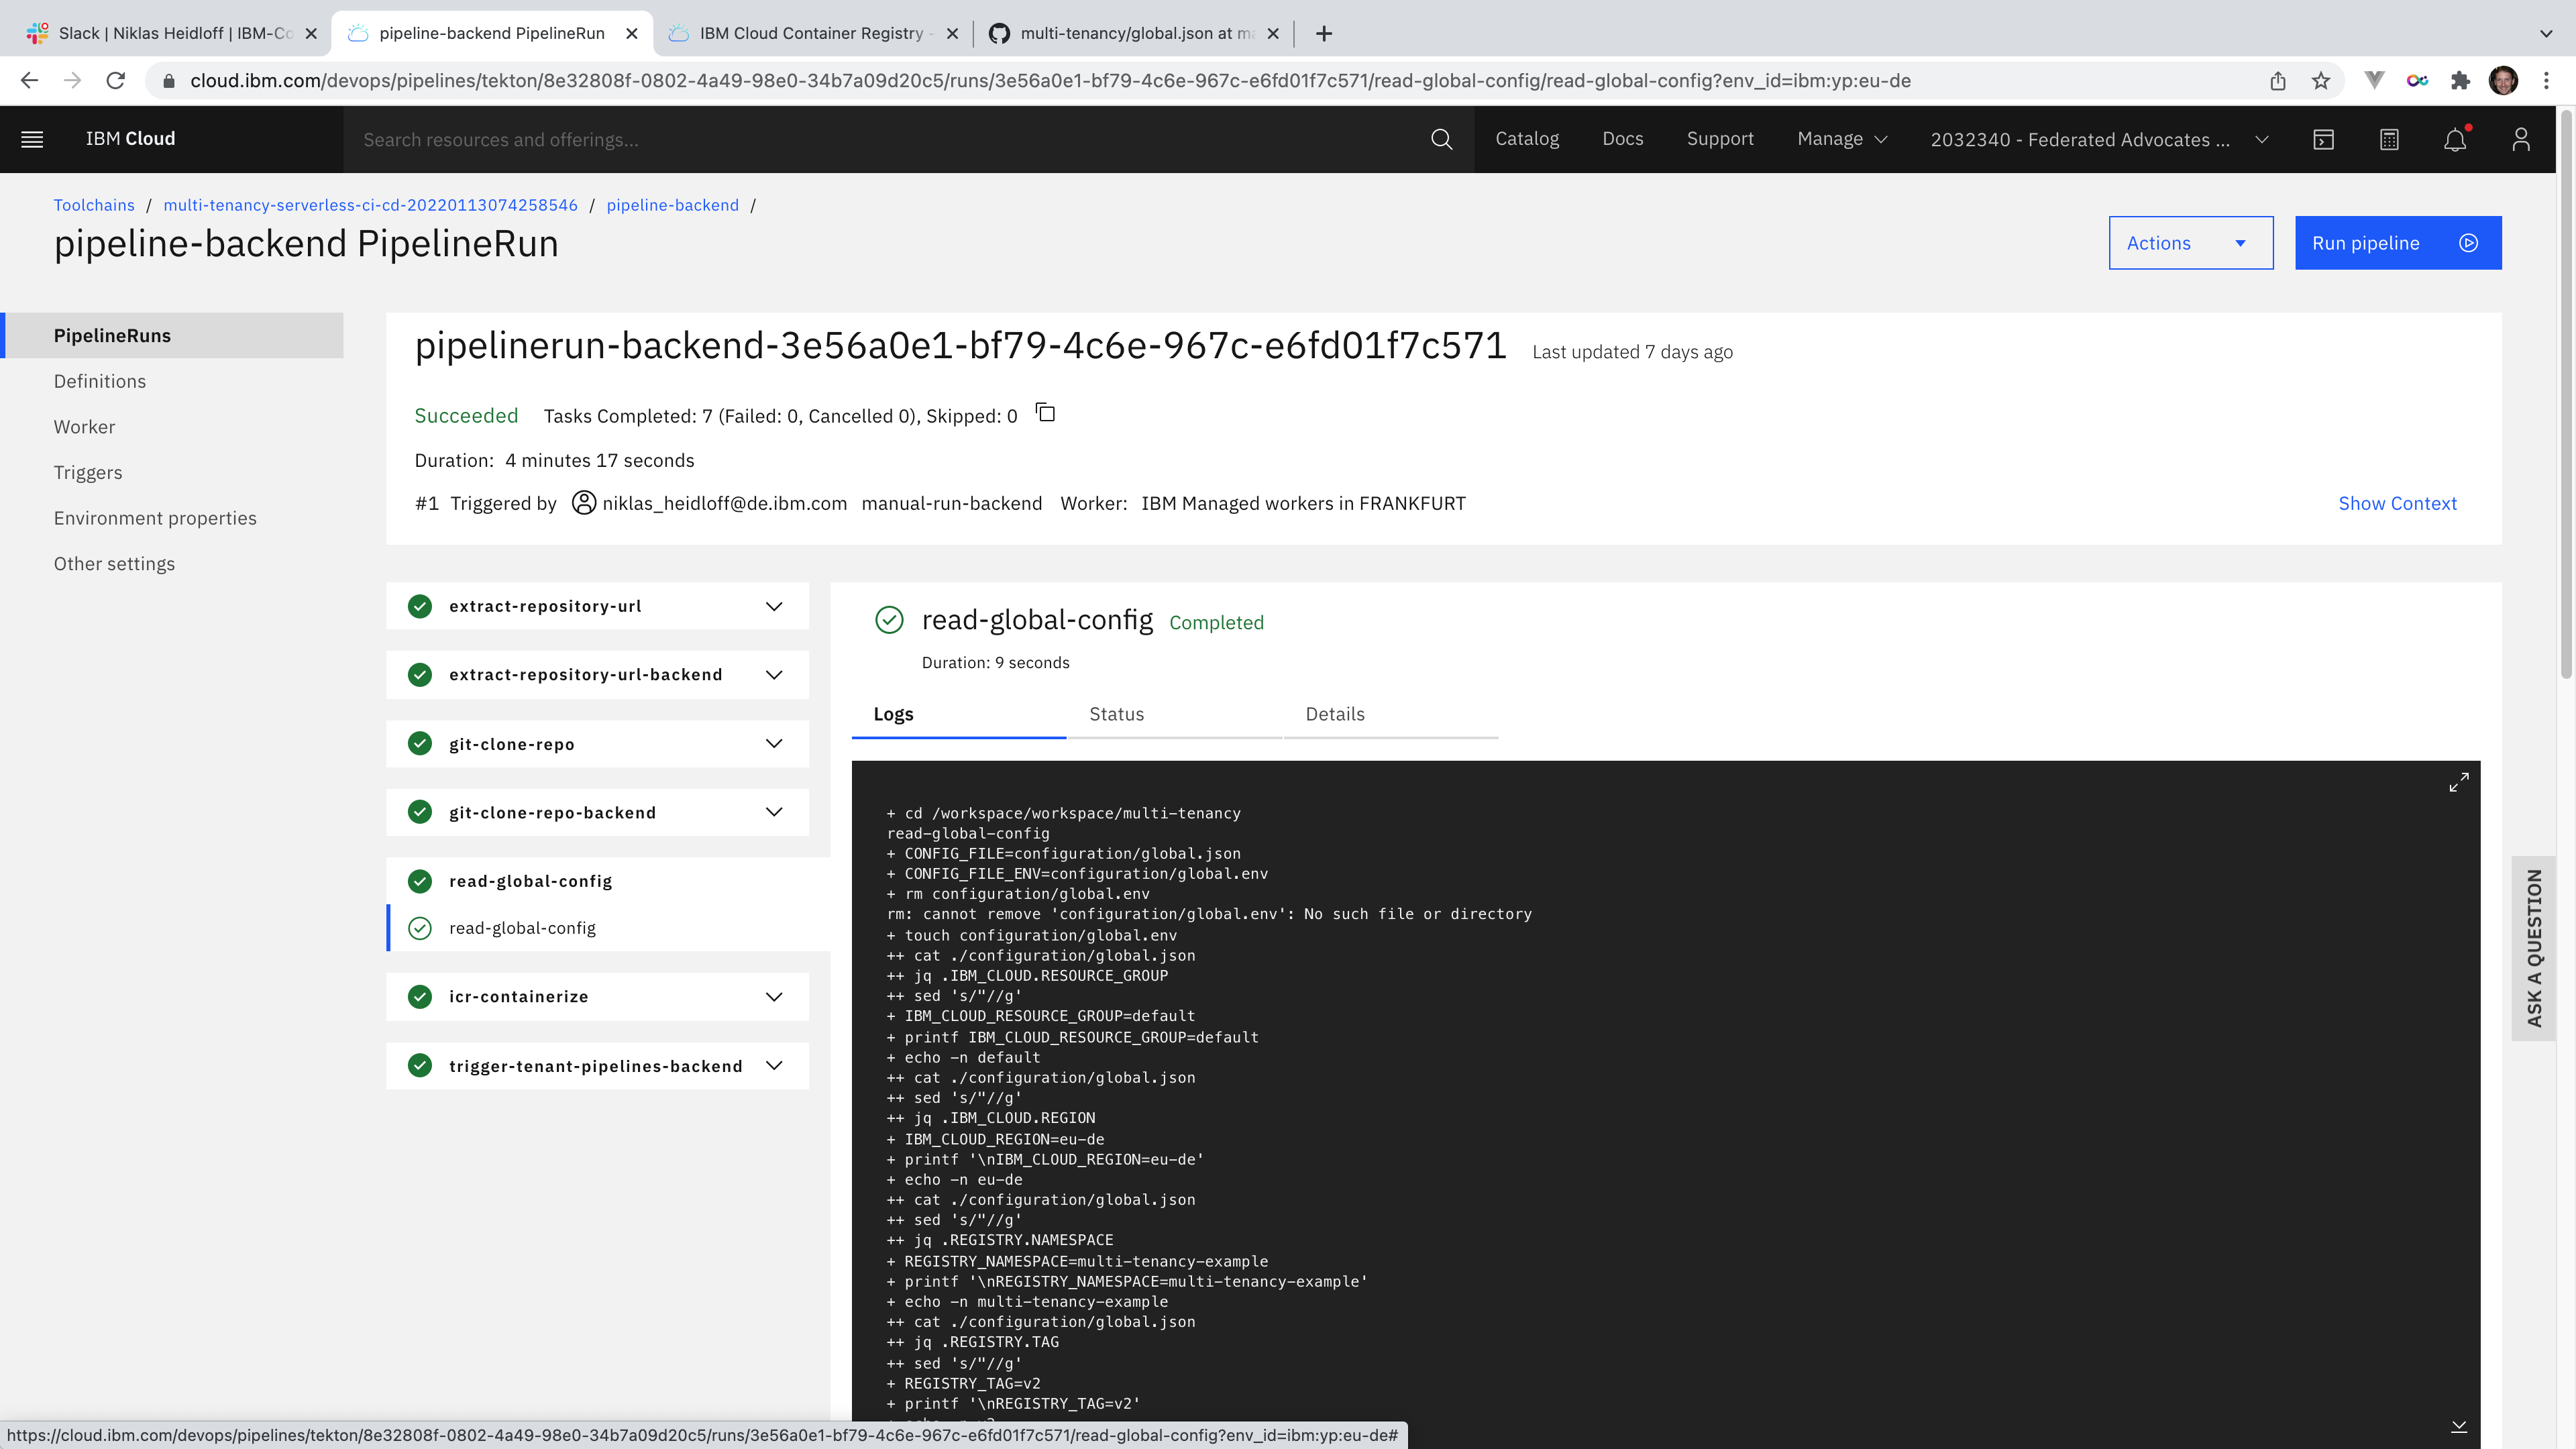 Slack | Niklas Heidloff | IBM-Co
pipeline-backend PipelineRun
IBM Cloud Container Registry -
multi-tenancy/global.json at ma
cloud.ibm.com/devops/pipelines/tekton/8e32808f-0802-4a49-98e0-34b7a09d20c5/runs/3e56a0e1-bf79-4c6e-967c-e6fd01f7c571/read-global-config/read-global-config?env_id=ibm:yp:eu-de
IBM Cloud
Search resources and offerings...
Catalog
Docs
Support
Manage
2032340 - Federated Advocates ...
Toolchains / multi-tenancy-serverless-ci-cd-20220113074258546 / pipeline-backend /
pipeline-backend PipelineRun
Actions
Run pipeline
PipelineRuns
Definitions
Worker
Triggers
Environment properties
Other settings
pipelinerun-backend-3e56a0e1-bf79-4c6e-967c-e6fd01f7c571 Last updated 7 days ago
Succeeded Tasks Completed: 7 (Failed: 0, Cancelled 0), Skipped: 0
Duration: 4 minutes 17 seconds
#1 Triggered by niklas_heidloff@de.ibm.com manual-run-backend Worker: IBM Managed workers in FRANKFURT
Show Context
extract-repository-url
extract-repository-url-backend
git-clone-repo
git-clone-repo-backend
read-global-config
read-global-config
icr-containerize
trigger-tenant-pipelines-backend
read-global-config Completed
Duration: 9 seconds
Logs
Status
Details
+ cd /workspace/workspace/multi-tenancy
read-global-config
+ CONFIG_FILE=configuration/global.json
+ CONFIG_FILE_ENV=configuration/global.env
+ rm configuration/global.env
rm: cannot remove 'configuration/global.env': No such file or directory
+ touch configuration/global.env
++ cat ./configuration/global.json
++ jq .IBM_CLOUD.RESOURCE_GROUP
++ sed 's/"//g'
+ IBM_CLOUD_RESOURCE_GROUP=default
+ printf IBM_CLOUD_RESOURCE_GROUP=default
+ echo -n default
++ cat ./configuration/global.json
++ sed 's/"//g'
++ jq .IBM_CLOUD.REGION
+ IBM_CLOUD_REGION=eu-de
+ printf '\nIBM_CLOUD_REGION=eu-de'
+ echo -n eu-de
++ cat ./configuration/global.json
++ sed 's/"//g'
++ jq .REGISTRY.NAMESPACE
+ REGISTRY_NAMESPACE=multi-tenancy-example
+ printf '\nREGISTRY_NAMESPACE=multi-tenancy-example'
+ echo -n multi-tenancy-example
++ cat ./configuration/global.json
++ jq .REGISTRY.TAG
++ sed 's/"//g'
+ REGISTRY_TAG=v2
+ printf '\nREGISTRY_TAG=v2'
ASK A QUESTION
https://cloud.ibm.com/devops/pipelines/tekton/8e32808f-0802-4a49-98e0-34b7a09d20c5/runs/3e56a0e1-bf79-4c6e-967c-e6fd01f7c571/read-global-config?env_id=ibm:yp:eu-de#